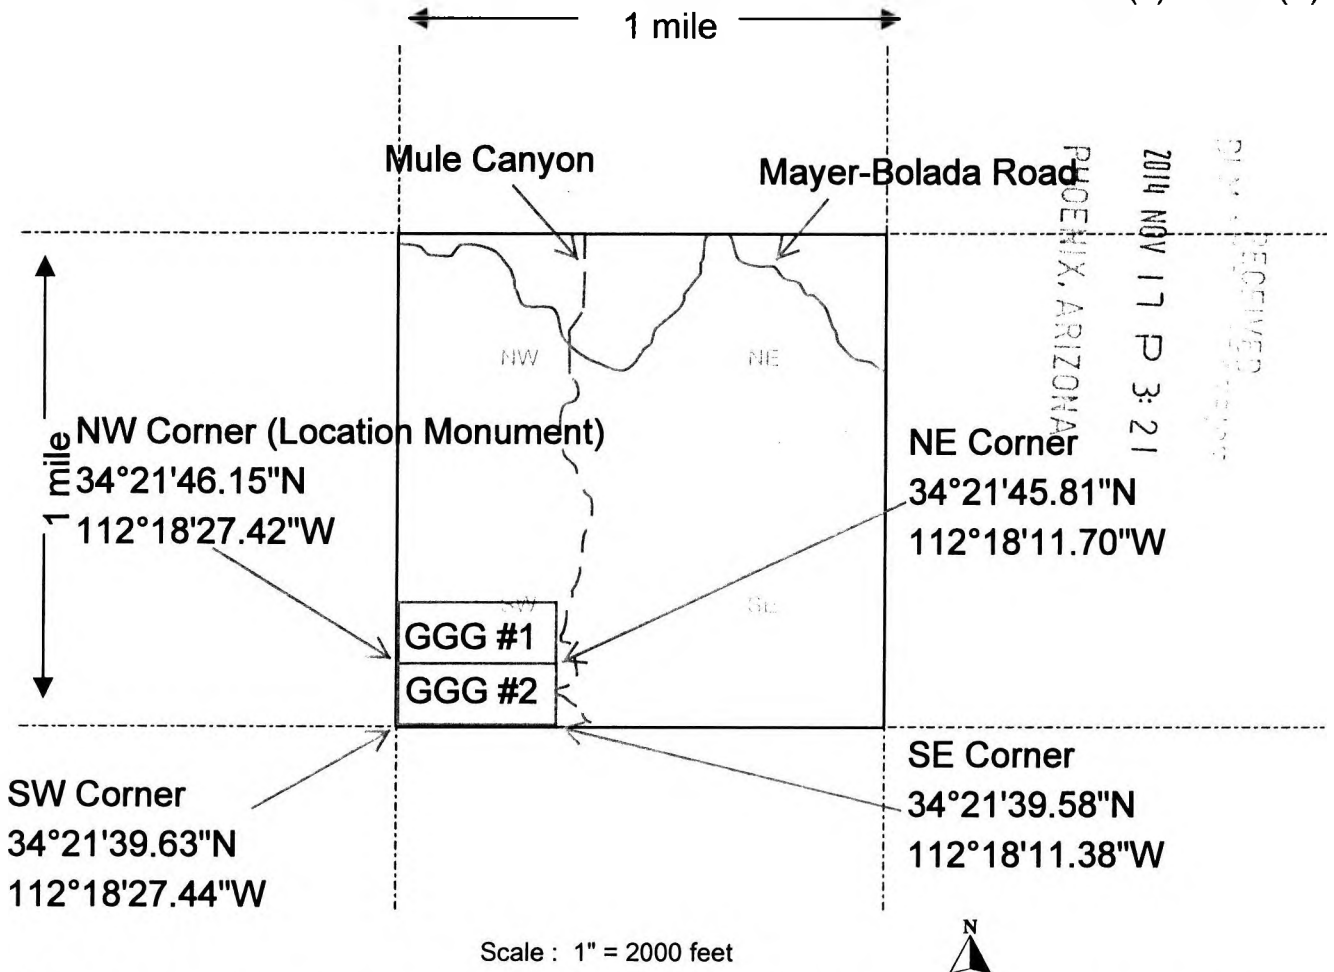 1 mile
Mule Canyon
Mayer-Bolada Road
NW
NE
1 mile
NW Corner (Location Monument)
34°21'46.15"N
112°18'27.42"W
NE Corner
34°21'45.81"N
112°18'11.70"W
SW
SE
GGG #1
GGG #2
SW Corner
34°21'39.63"N
112°18'27.44"W
SE Corner
34°21'39.58"N
112°18'11.38"W
Scale : 1" = 2000 feet
N
RECEIVED
2014 NOV 17 P 3:21
PHOENIX, ARIZONA